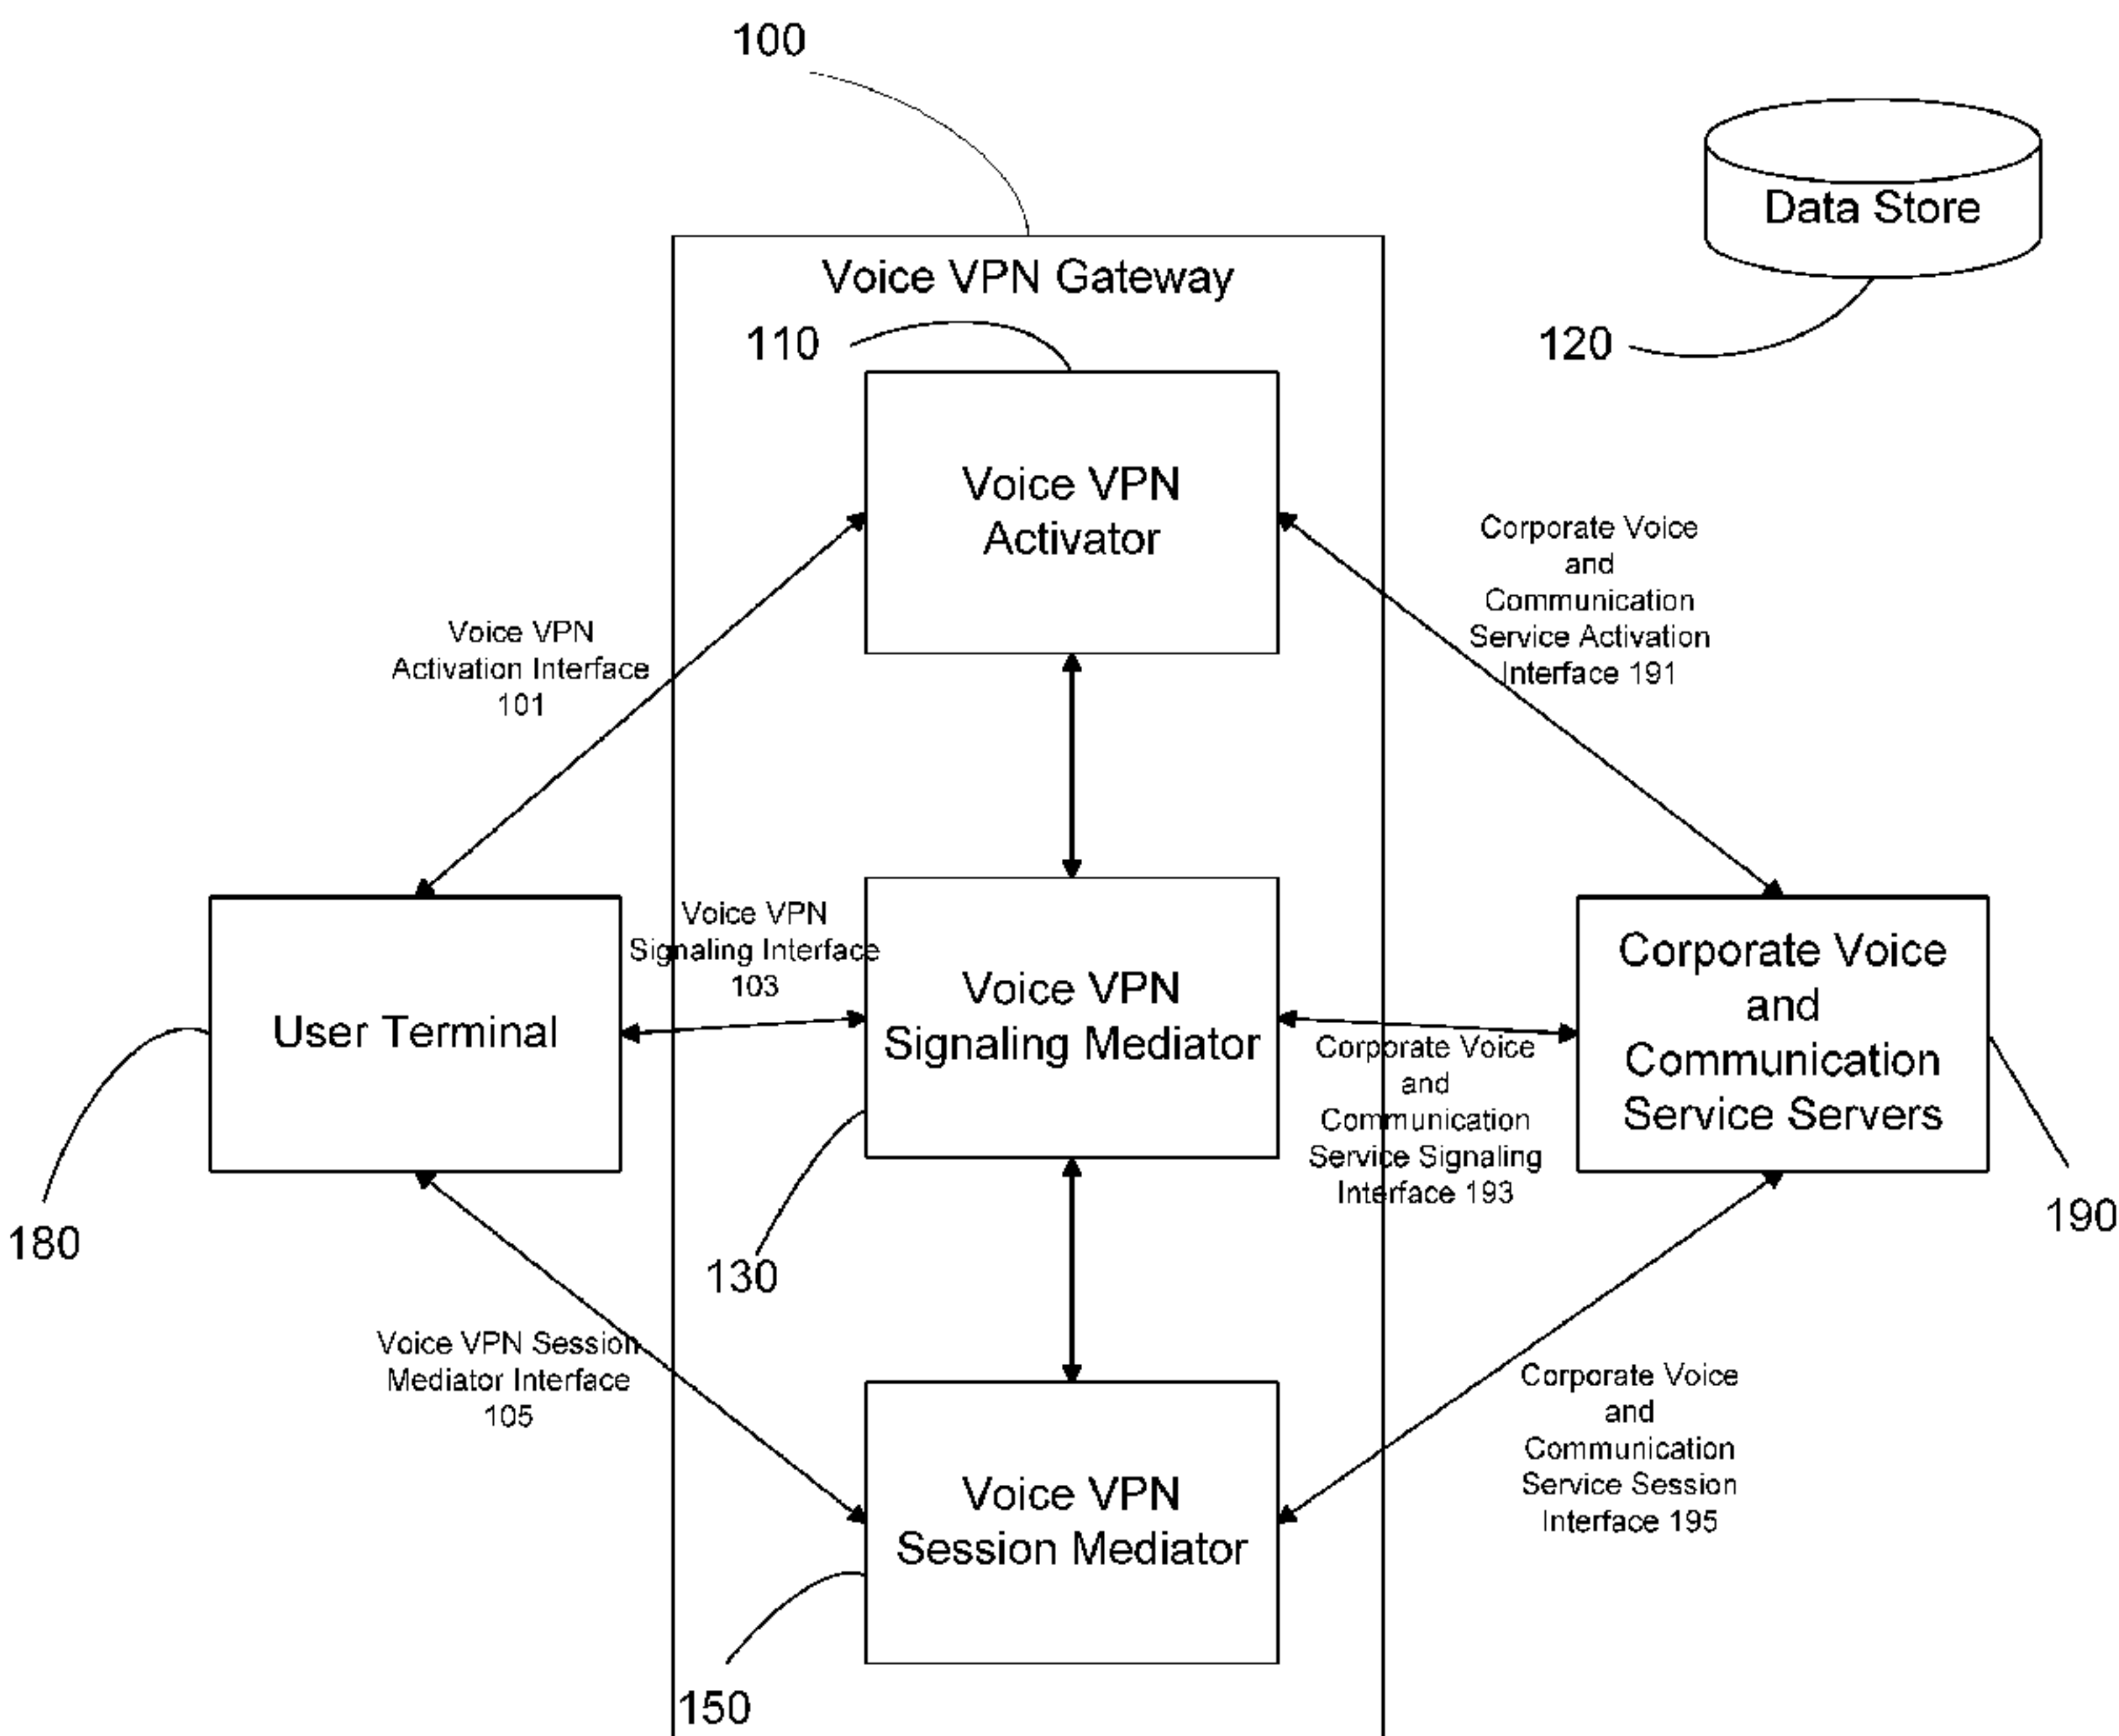 100
Data Store
Voice VPN Gateway
110
120
Voice VPN
Activator
Corporate Voice
and
Communication
Service Activation
Interface 191
Voice VPN
Activation Interface
101
Voice VPN
Signaling Interface
103
User Terminal
Voice VPN
Signaling Mediator
Corporate Voice
and
Communication
Service Signaling
Interface 193
Corporate Voice
and
Communication
Service Servers
180
130
190
Voice VPN Session
Mediator Interface
105
Corporate Voice
and
Communication
Service Session
Interface 195
Voice VPN
Session Mediator
150